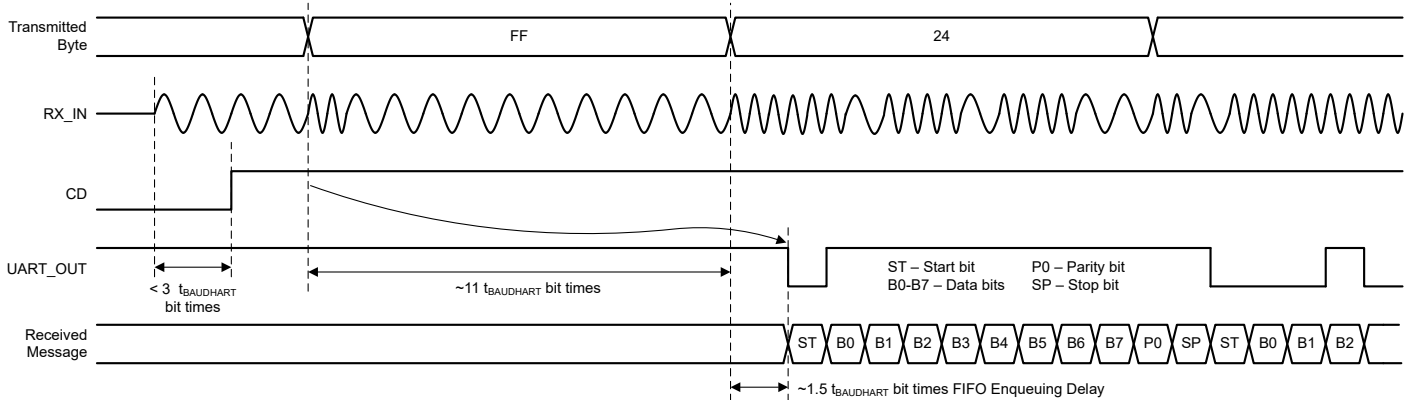 Transmitted
Byte
FF
24
RX_IN
CD
UART_OUT
ST – Start bit
P0 – Parity bit
B0-B7 – Data bits
SP – Stop bit
< 3 tBAUDHART
bit times
~11 tBAUDHART bit times
Received
Message
ST B0 B1 B2 B3 B4 B5 B6 B7 P0 SP ST B0 B1 B2
~1.5 tBAUDHART bit times FIFO Enqueuing Delay